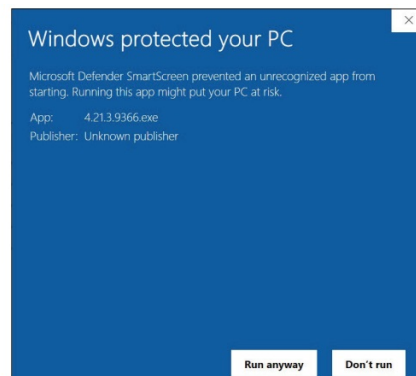 Windows protected your PC
Microsoft Defender SmartScreen prevented an unrecognized app from
starting. Running this app might put your PC at risk.
App: 4.21.3.9366.exe
Publisher: Unknown publisher
Run anyway
Don't run